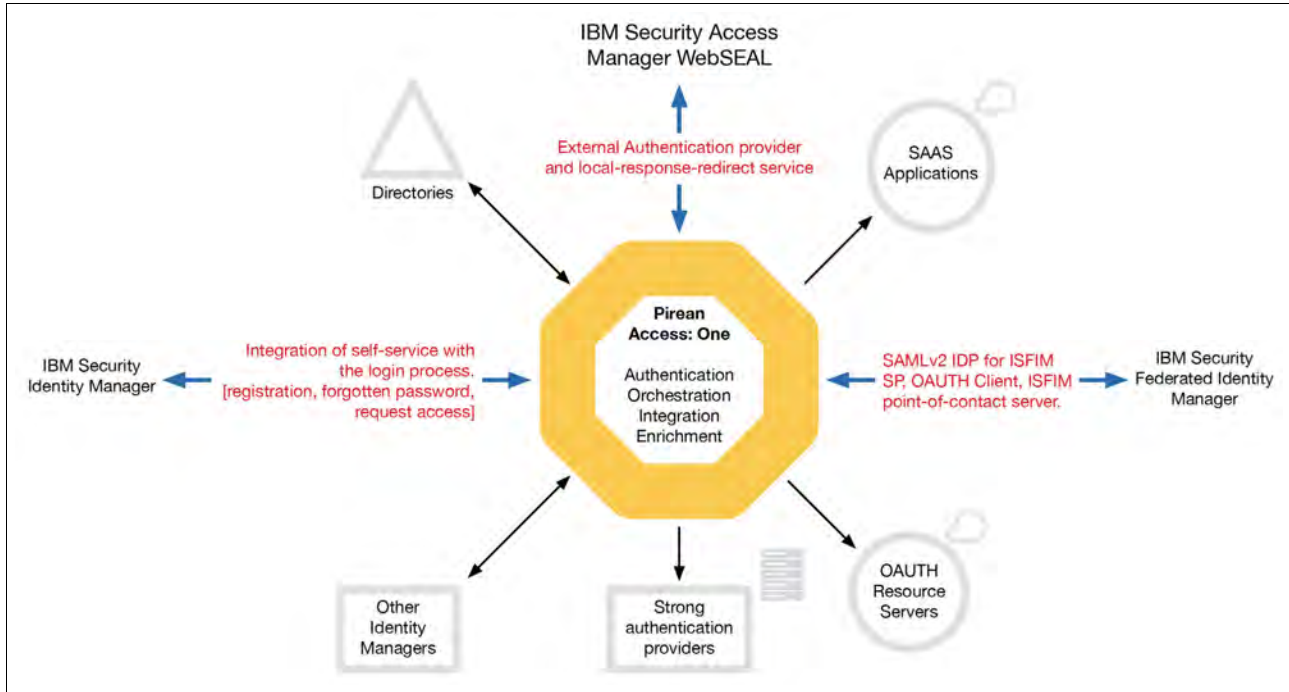 IBM Security Access
Manager WebSEAL
External Authentication provider
and local-response-redirect service
Directories
SAAS
Applications
Pirean
Access: One
Authentication
Orchestration
Integration
Enrichment
IBM Security
Identity Manager
Integration of self-service with
the login process.
[registration, forgotten password,
request access]
SAMLv2 IDP for ISFIM
SP, OAUTH Client, ISFIM
point-of-contact server.
IBM Security
Federated Identity
Manager
Other
Identity
Managers
Strong
authentication
providers
OAUTH
Resource
Servers